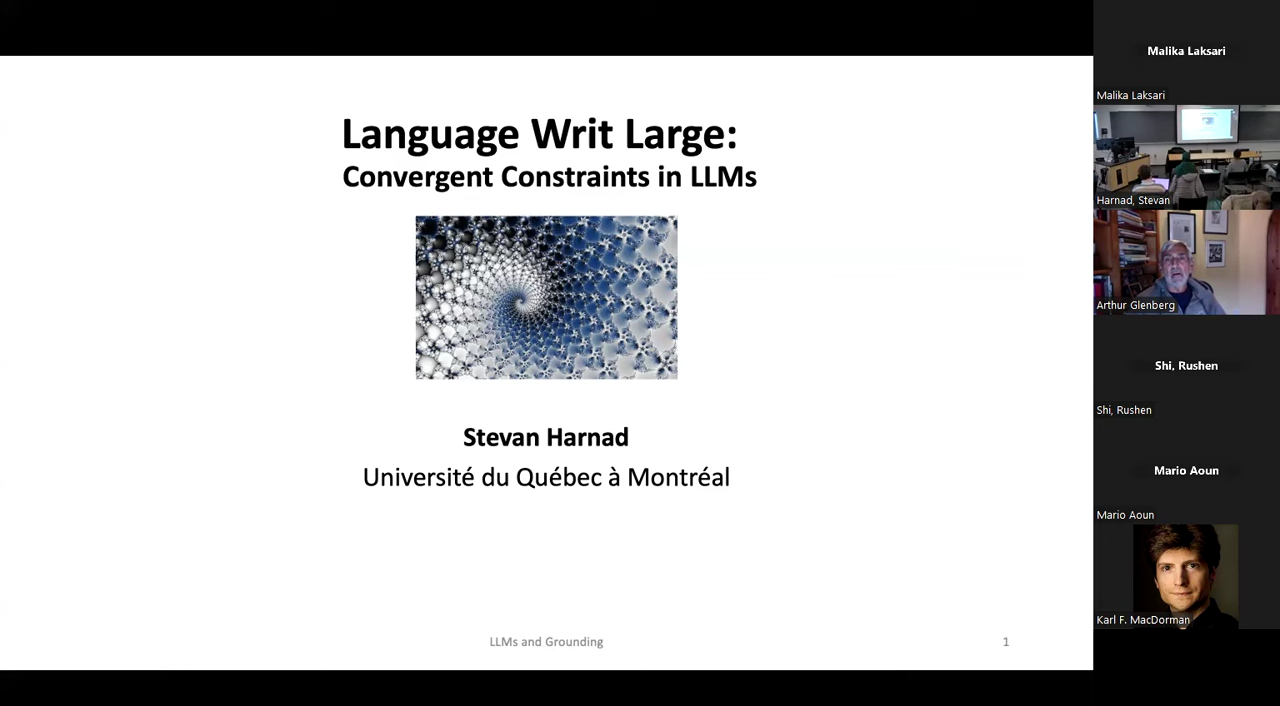 Language Writ Large:
Convergent Constraints in LLMs
Stevan Harnad
Université du Québec à Montréal
LLMs and Grounding
1
Malika Laksari
Malika Laksari
Harnad, Stevan
Arthur Glenberg
Shi, Rushen
Shi, Rushen
Mario Aoun
Mario Aoun
Karl F. MacDorman